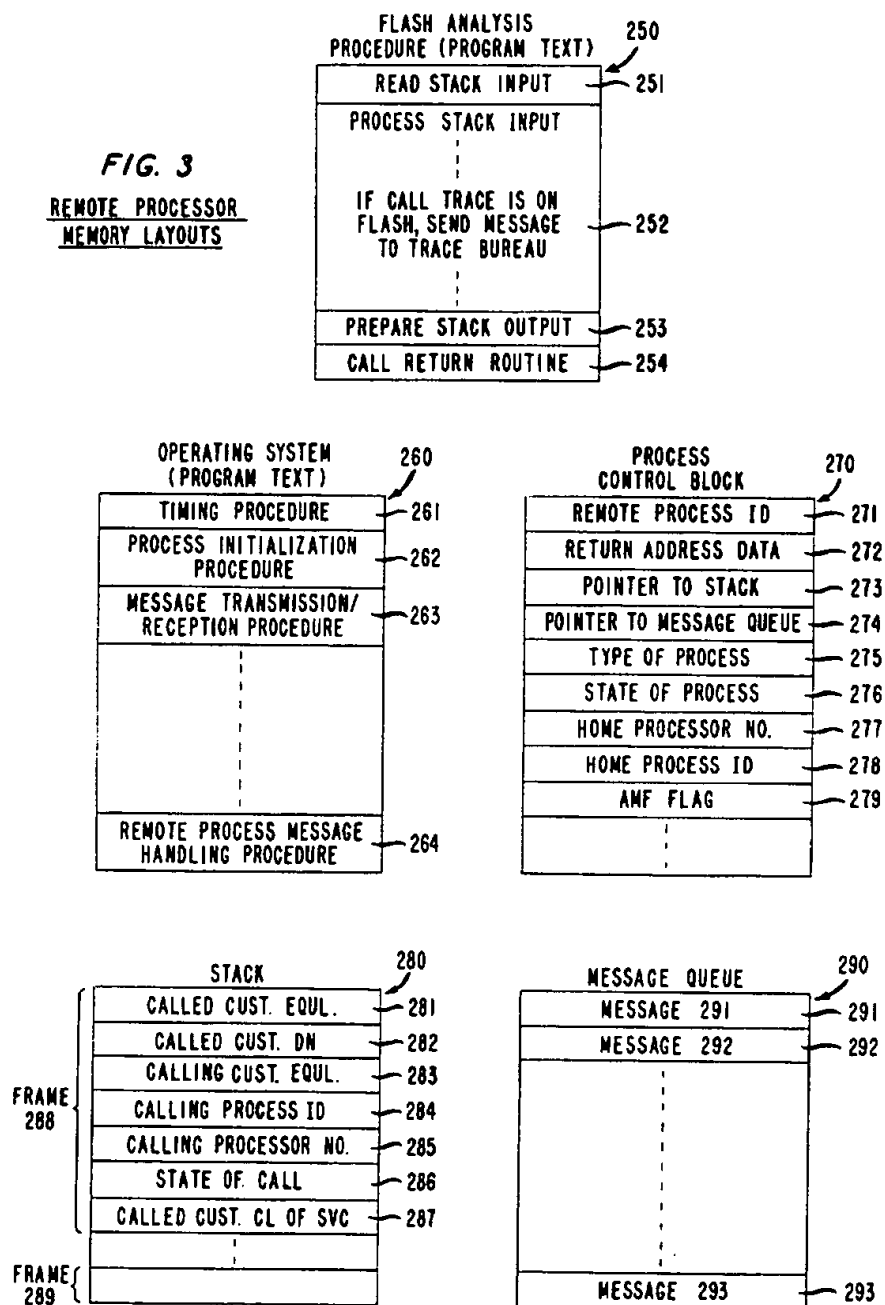 FLASH ANALYSIS
PROCEDURE (PROGRAM TEXT)
250
READ STACK INPUT
251
PROCESS STACK INPUT
FIG. 3
REMOTE PROCESSOR
MEMORY LAYOUTS
IF CALL TRACE IS ON
FLASH, SEND MESSAGE
TO TRACE BUREAU
252
PREPARE STACK OUTPUT
253
CALL RETURN ROUTINE
254
OPERATING SYSTEM
(PROGRAM TEXT)
260
TIMING PROCEDURE
261
PROCESS INITIALIZATION
PROCEDURE
262
MESSAGE TRANSMISSION/
RECEPTION PROCEDURE
263
REMOTE PROCESS MESSAGE
HANDLING PROCEDURE
264
PROCESS
CONTROL BLOCK
270
REMOTE PROCESS ID
271
RETURN ADDRESS DATA
272
POINTER TO STACK
273
POINTER TO MESSAGE QUEUE
274
TYPE OF PROCESS
275
STATE OF PROCESS
276
HOME PROCESSOR NO.
277
HOME PROCESS ID
278
AMF FLAG
279
STACK
280
CALLED CUST. EQUL.
281
CALLED CUST. DN
282
CALLING CUST. EQUL.
283
CALLING PROCESS ID
284
CALLING PROCESSOR NO.
285
STATE OF CALL
286
CALLED CUST. CL OF SVC
287
FRAME
288
FRAME
289
MESSAGE QUEUE
290
MESSAGE 291
291
MESSAGE 292
292
MESSAGE 293
293